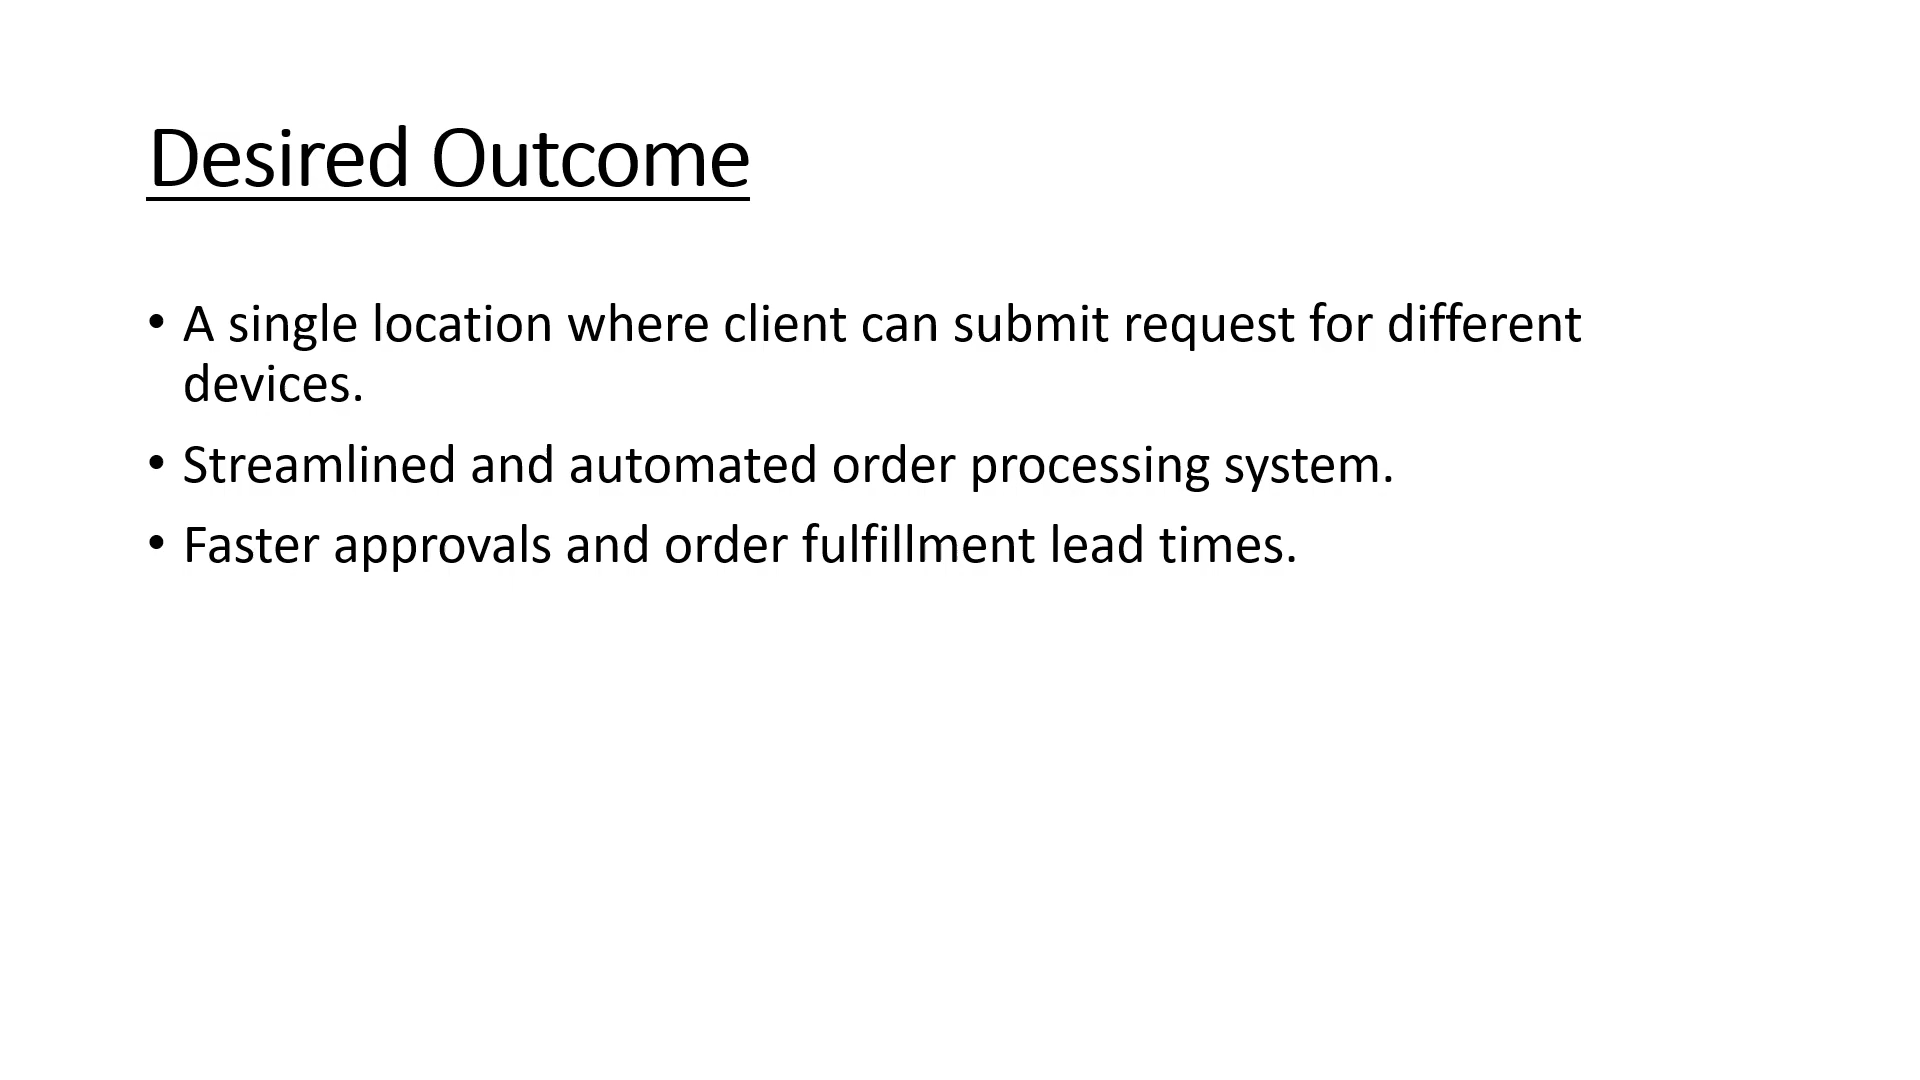 Desired Outcome
• A single location where client can submit request for different
devices.
• Streamlined and automated order processing system.
• Faster approvals and order fulfillment lead times.